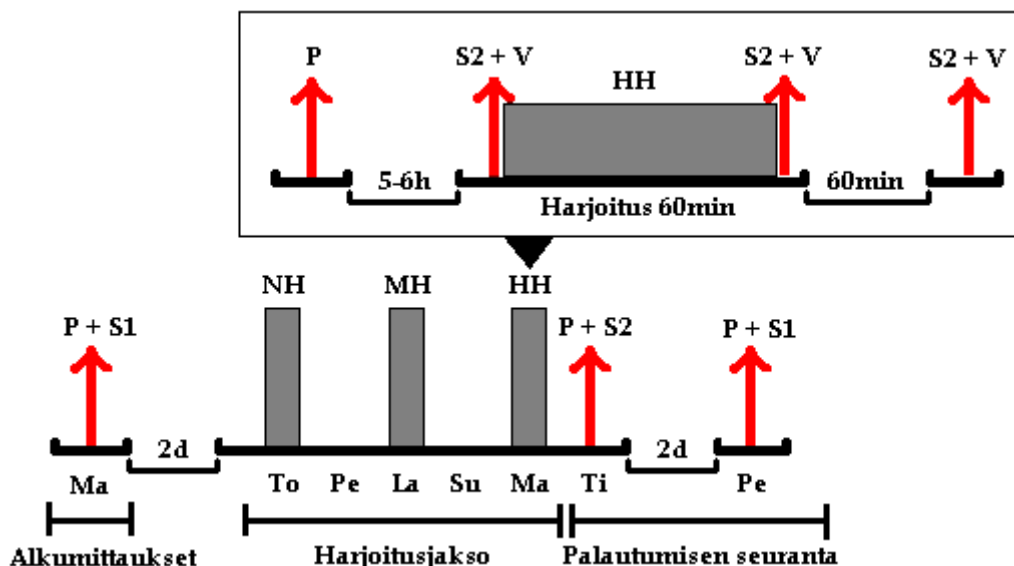 P S2 + V HH S2 + V S2 + V
5-6h 60min
Harjoitus 60min
NH MH HH
P + S1 P + S2 P + S1
2d 2d
Ma To Pe La Su Ma Ti Pe
Alkumittaukset Harjoitusjakso Palautumisen seuranta